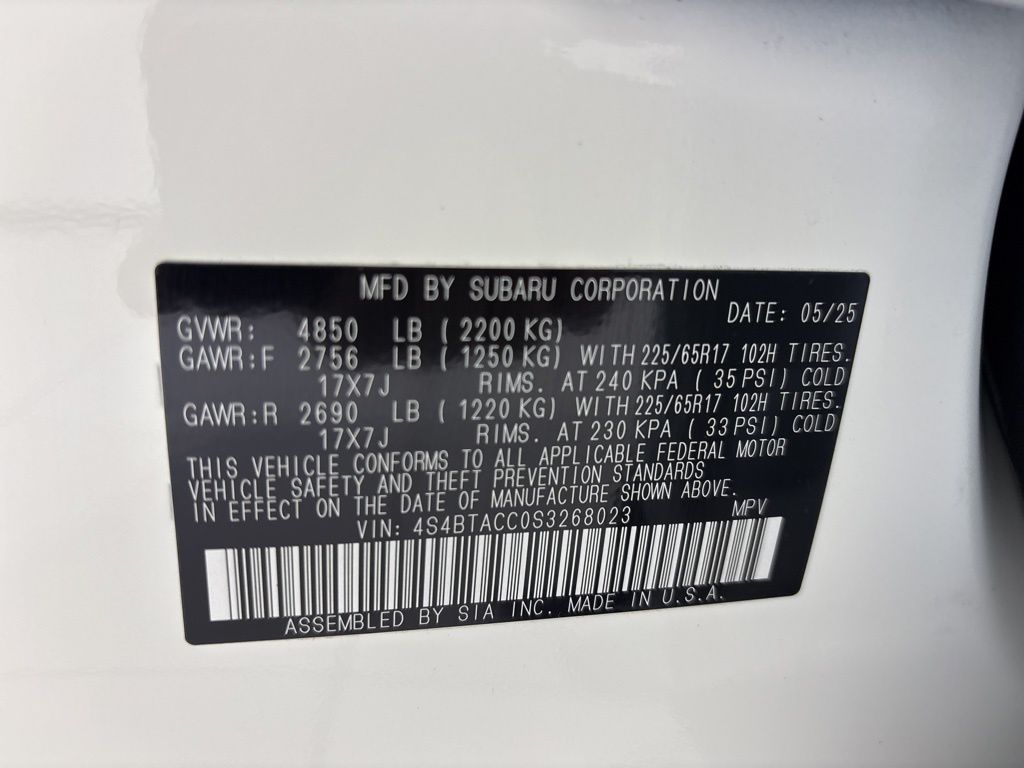 MFD BY SUBARU CORPORATION
DATE: 05/25
GVWR: 4850 LB ( 2200 KG)
GAWR:F 2756 LB ( 1250 KG) WITH 225/65R17 102H TIRES.
17X7J RIMS. AT 240 KPA ( 35 PSI) COLD
GAWR:R 2690 LB ( 1220 KG) WITH 225/65R17 102H TIRES.
17X7J RIMS. AT 230 KPA ( 33 PSI) COLD
THIS VEHICLE CONFORMS TO ALL APPLICABLE FEDERAL MOTOR
VEHICLE SAFETY AND THEFT PREVENTION STANDARDS
IN EFFECT ON THE DATE OF MANUFACTURE SHOWN ABOVE.
VIN: 4S4BTACC0S3268023 MPV
ASSEMBLED BY SIA INC. MADE IN U.S.A.